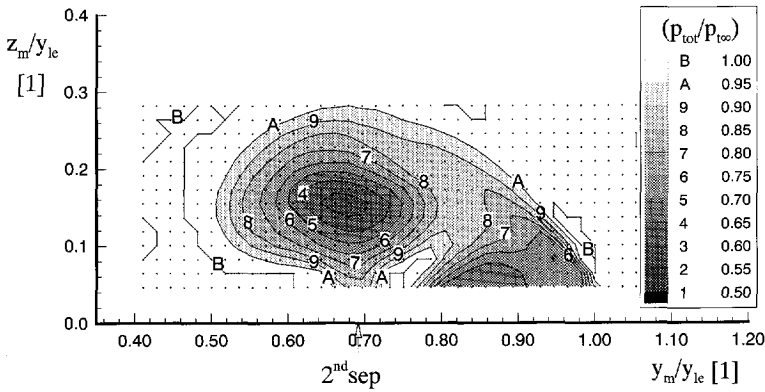 z_m/y_le
[1]
0.4
0.3
0.2
0.1
0.0
B
A
9
7
8
4
6
5
8
6
9
7
9
B
A
A
A
9
8
7
6
B
(p_tot/p_t∞)
B 1.00
A 0.95
9 0.90
8 0.85
7 0.80
6 0.75
5 0.70
4 0.65
3 0.60
2 0.55
1 0.50
0.40 0.50 0.60 0.70 0.80 0.90 1.00 1.10 1.20
2nd sep
y_m/y_le [1]